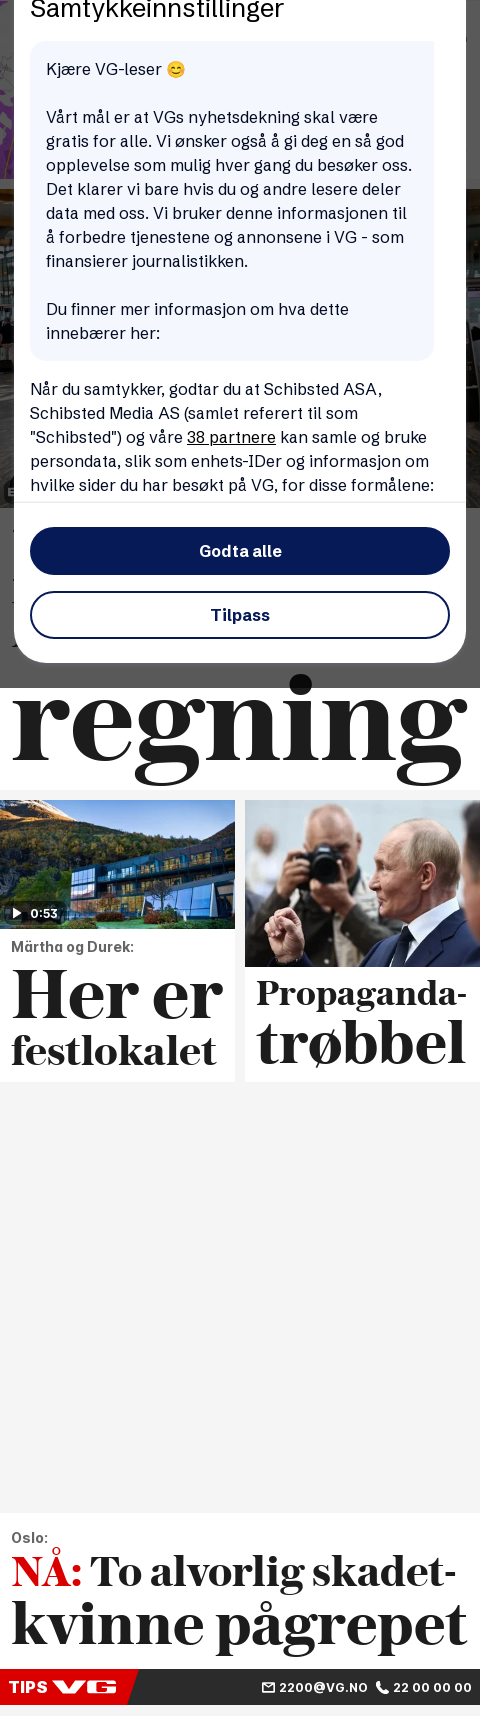 Samtykkeinnstillinger
Kjære VG-leser 😊
Vårt mål er at VGs nyhetsdekning skal være
gratis for alle. Vi ønsker også å gi deg en så god
opplevelse som mulig hver gang du besøker oss.
Det klarer vi bare hvis du og andre lesere deler
data med oss. Vi bruker denne informasjonen til
å forbedre tjenestene og annonsene i VG - som
finansierer journalistikken.
Du finner mer informasjon om hva dette
innebærer her:
Når du samtykker, godtar du at Schibsted ASA,
Schibsted Media AS (samlet referert til som
"Schibsted") og våre 38 partnere kan samle og bruke
persondata, slik som enhets-IDer og informasjon om
hvilke sider du har besøkt på VG, for disse formålene:
Godta alle
Tilpass
regning
0:53
Märtha og Durek:
Her er
festlokalet
Propaganda-
trøbbel
Oslo:
NÅ: To alvorlig skadet-
kvinne pågrepet
TIPS VG 2200@VG.NO 22 00 00 00